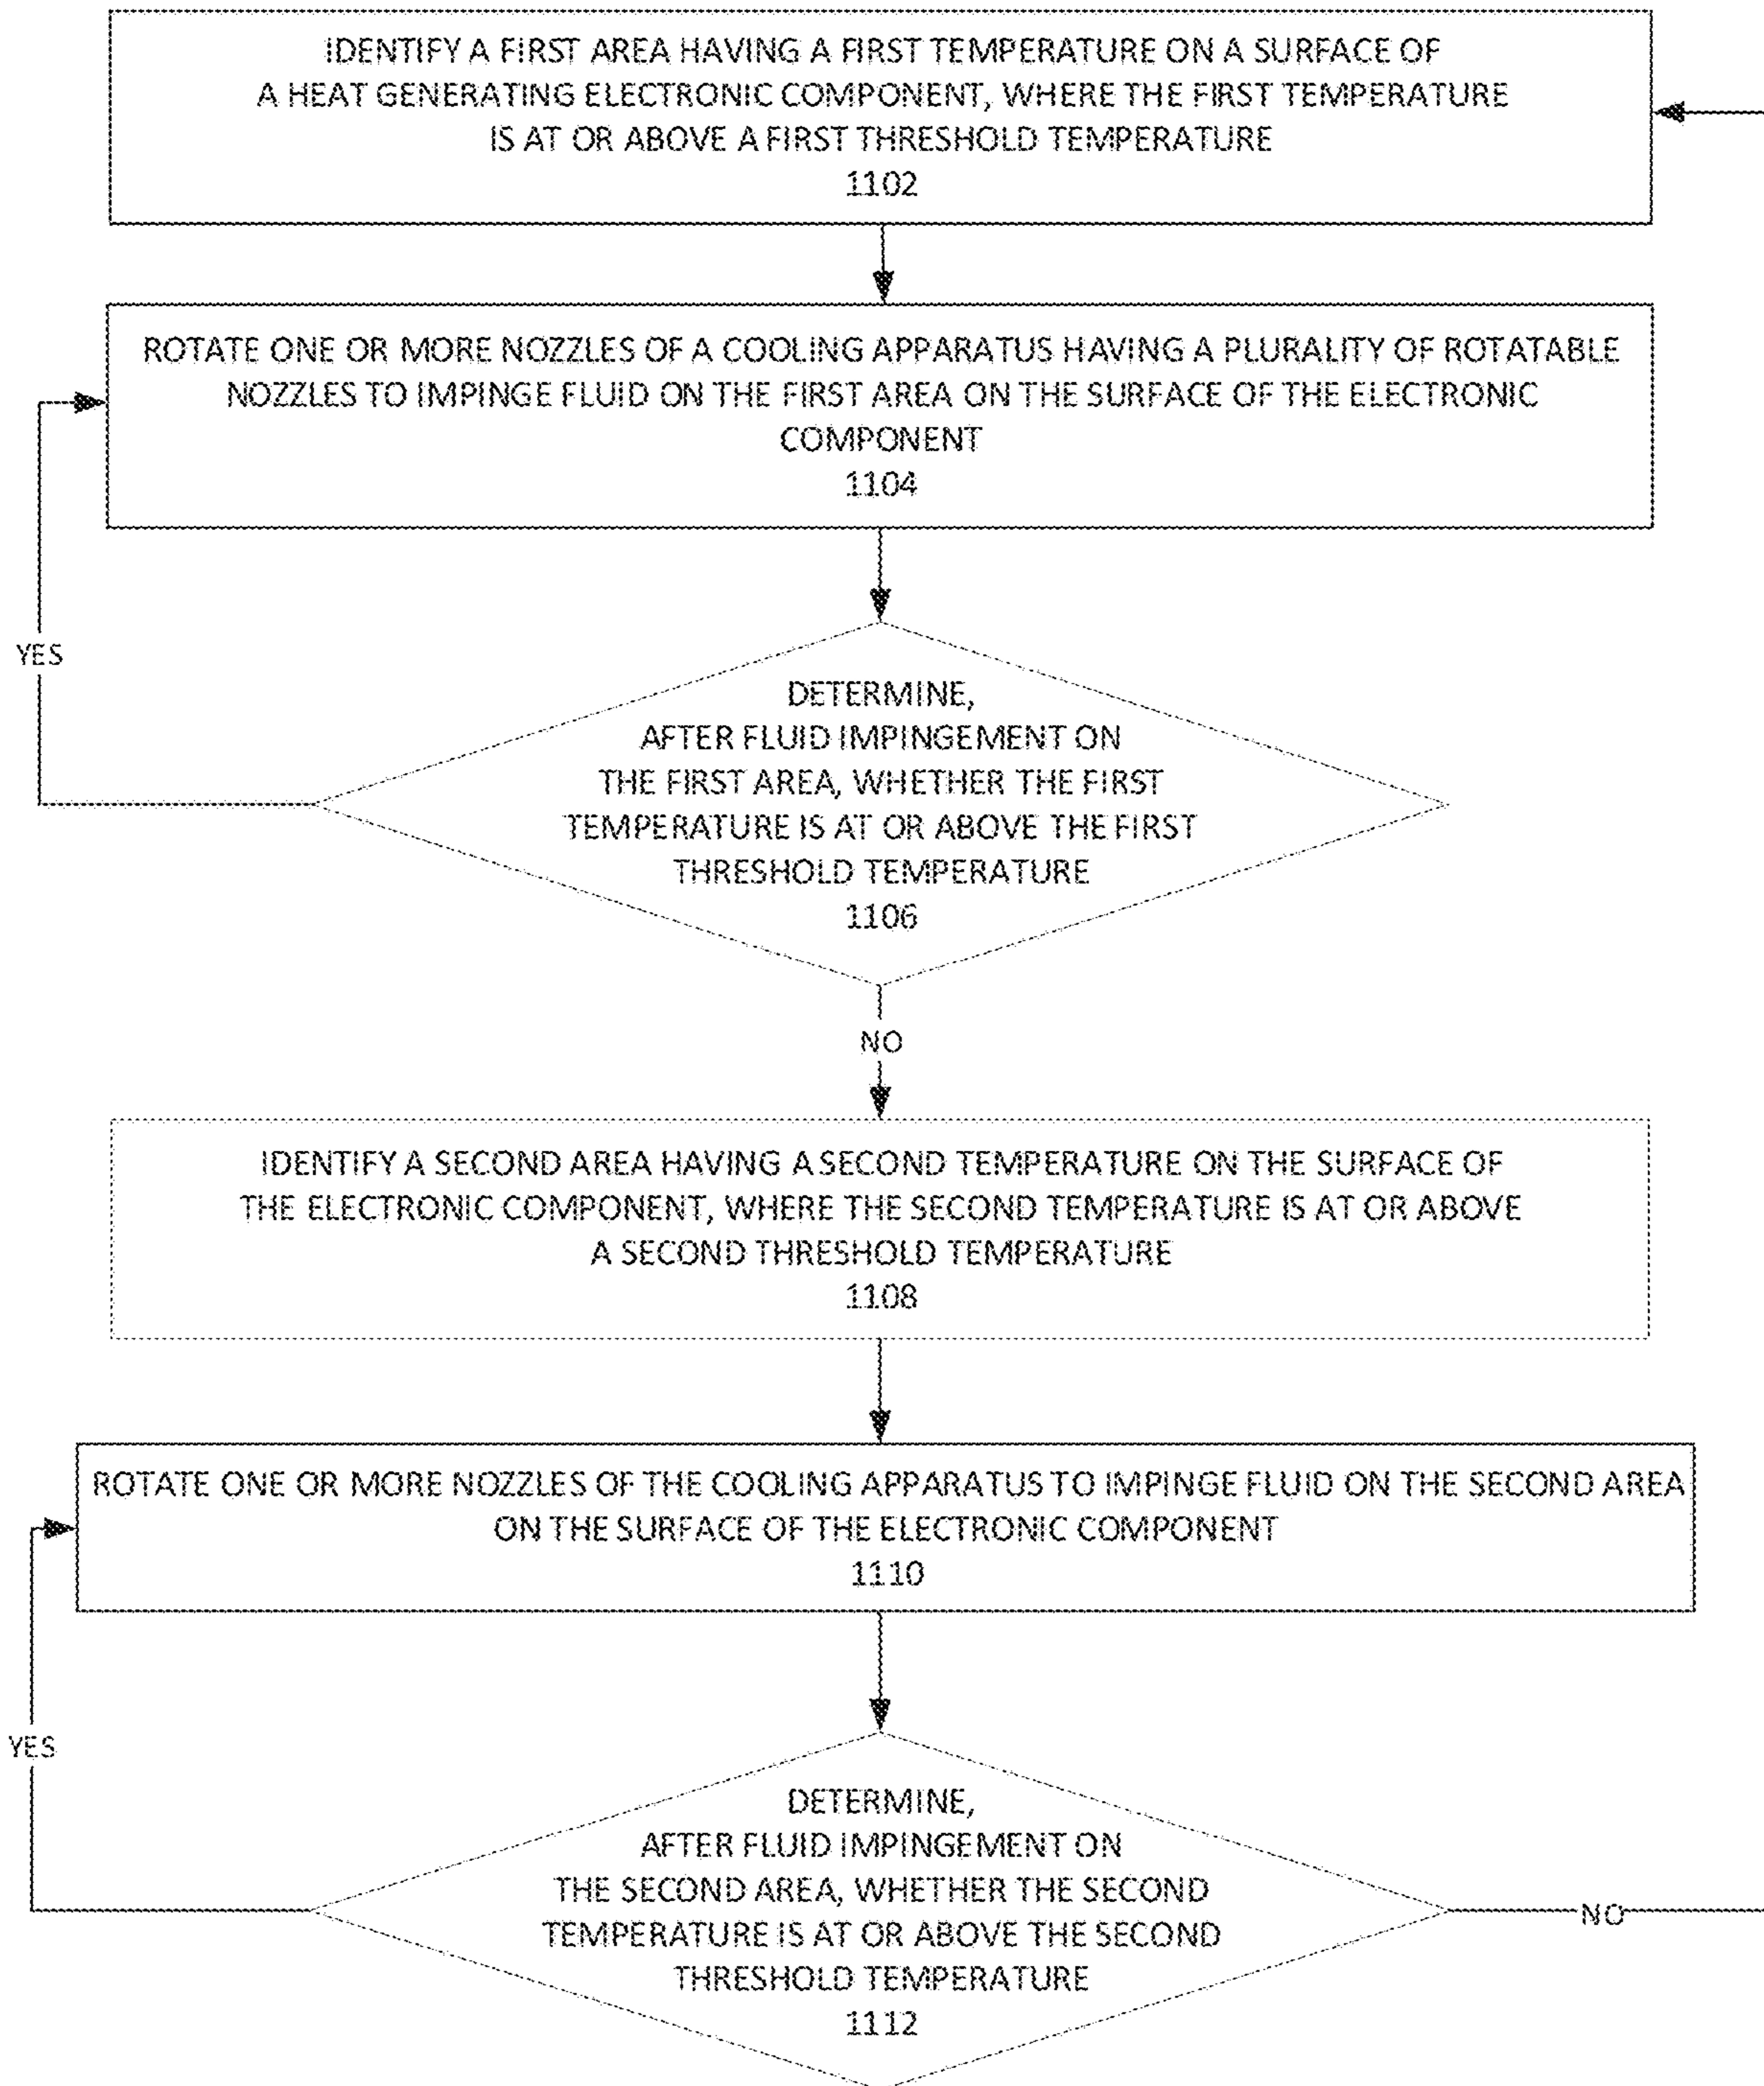 IDENTIFY A FIRST AREA HAVING A FIRST TEMPERATURE ON A SURFACE OF
A HEAT GENERATING ELECTRONIC COMPONENT, WHERE THE FIRST TEMPERATURE
IS AT OR ABOVE A FIRST THRESHOLD TEMPERATURE
1102
ROTATE ONE OR MORE NOZZLES OF A COOLING APPARATUS HAVING A PLURALITY OF ROTATABLE
NOZZLES TO IMPINGE FLUID ON THE FIRST AREA ON THE SURFACE OF THE ELECTRONIC
COMPONENT
1104
YES
DETERMINE,
AFTER FLUID IMPINGEMENT ON
THE FIRST AREA, WHETHER THE FIRST
TEMPERATURE IS AT OR ABOVE THE FIRST
THRESHOLD TEMPERATURE
1106
NO
IDENTIFY A SECOND AREA HAVING A SECOND TEMPERATURE ON THE SURFACE OF
THE ELECTRONIC COMPONENT, WHERE THE SECOND TEMPERATURE IS AT OR ABOVE
A SECOND THRESHOLD TEMPERATURE
1108
ROTATE ONE OR MORE NOZZLES OF THE COOLING APPARATUS TO IMPINGE FLUID ON THE SECOND AREA
ON THE SURFACE OF THE ELECTRONIC COMPONENT
1110
YES
DETERMINE,
AFTER FLUID IMPINGEMENT ON
THE SECOND AREA, WHETHER THE SECOND
TEMPERATURE IS AT OR ABOVE THE SECOND
THRESHOLD TEMPERATURE
1112
NO